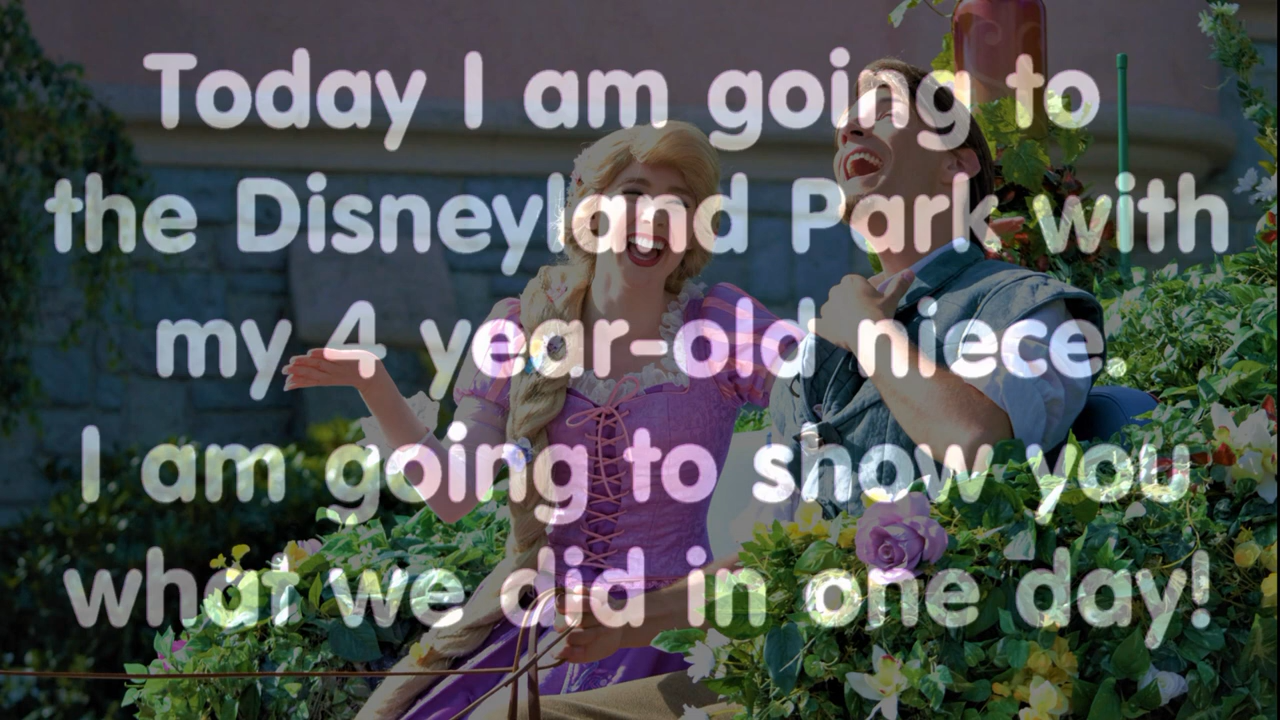 Today I am going to
the Disneyland Park with
my 4 year-old niece.
I am going to show you
what we did in one day!